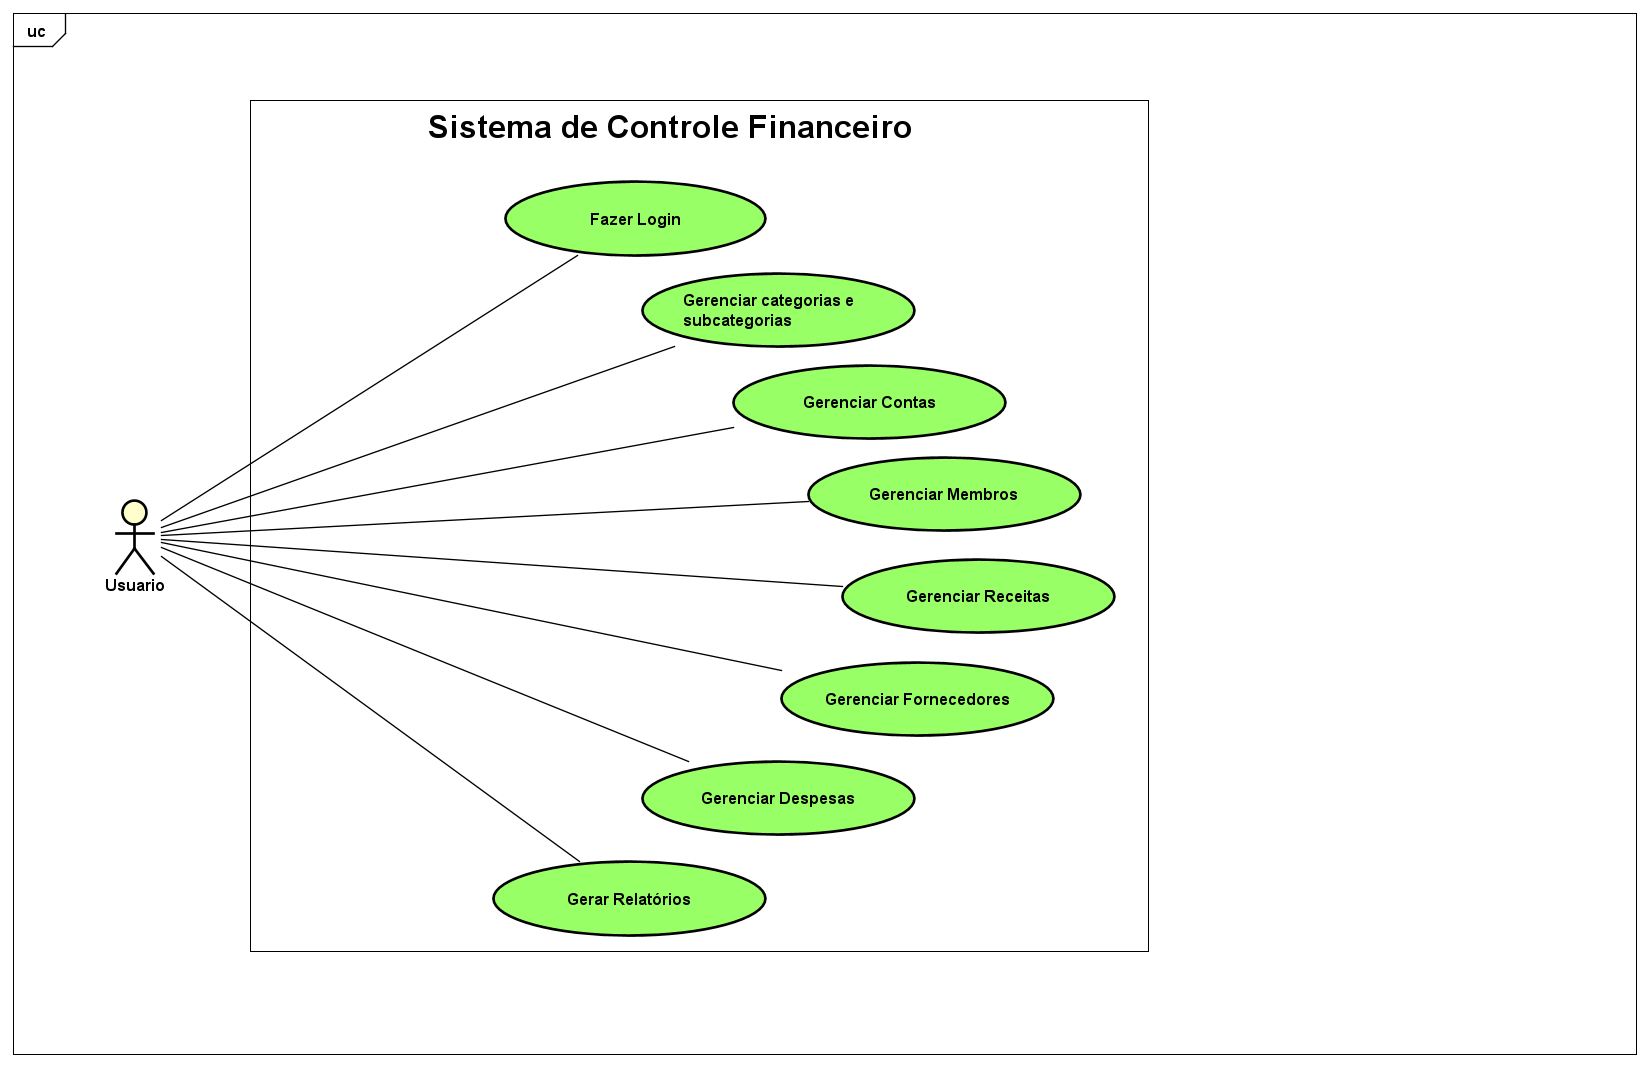 uc
Sistema de Controle Financeiro
Fazer Login
Gerenciar categorias e
subcategorias
Gerenciar Contas
Gerenciar Membros
Usuario
Gerenciar Receitas
Gerenciar Fornecedores
Gerenciar Despesas
Gerar Relatórios